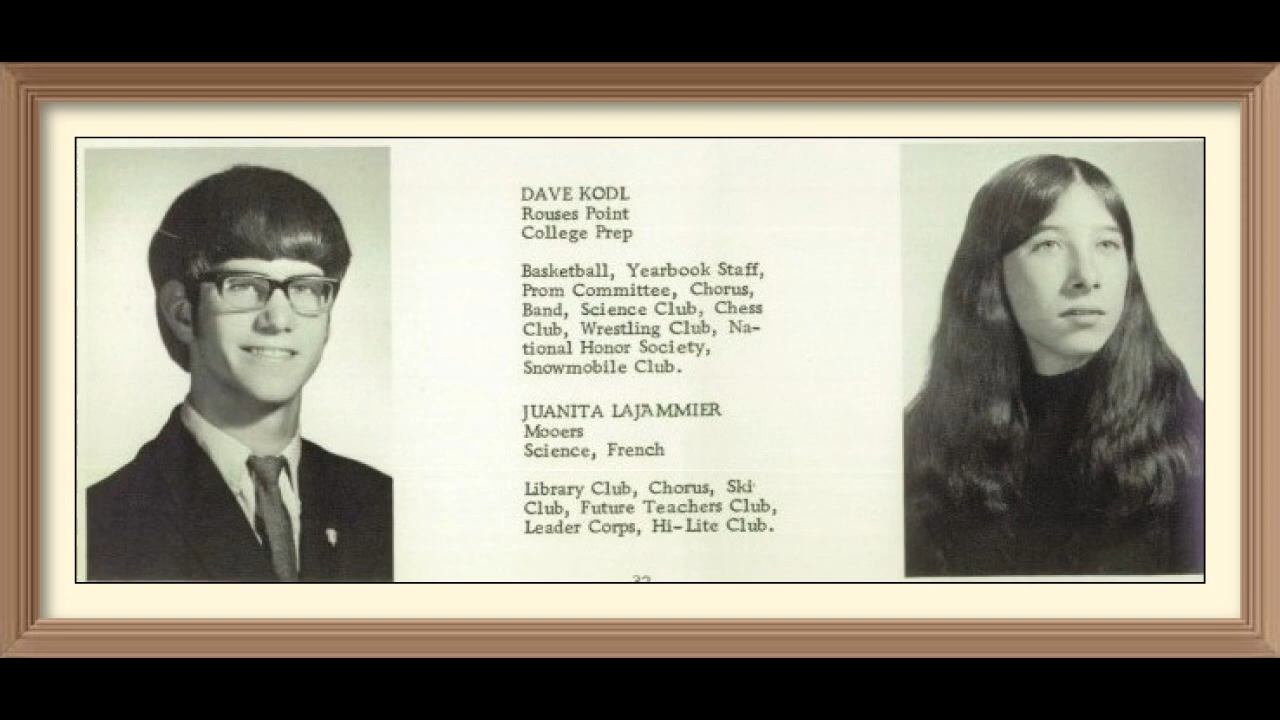 DAVE KODL
Rouses Point
College Prep
Basketball, Yearbook Staff,
Prom Committee, Chorus,
Band, Science Club, Chess
Club, Wrestling Club, Na-
tional Honor Society,
Snowmobile Club.
JUANITA LAJAMMIER
Mooers
Science, French
Library Club, Chorus, Ski
Club, Future Teachers Club,
Leader Corps, Hi-Lite Club.
32